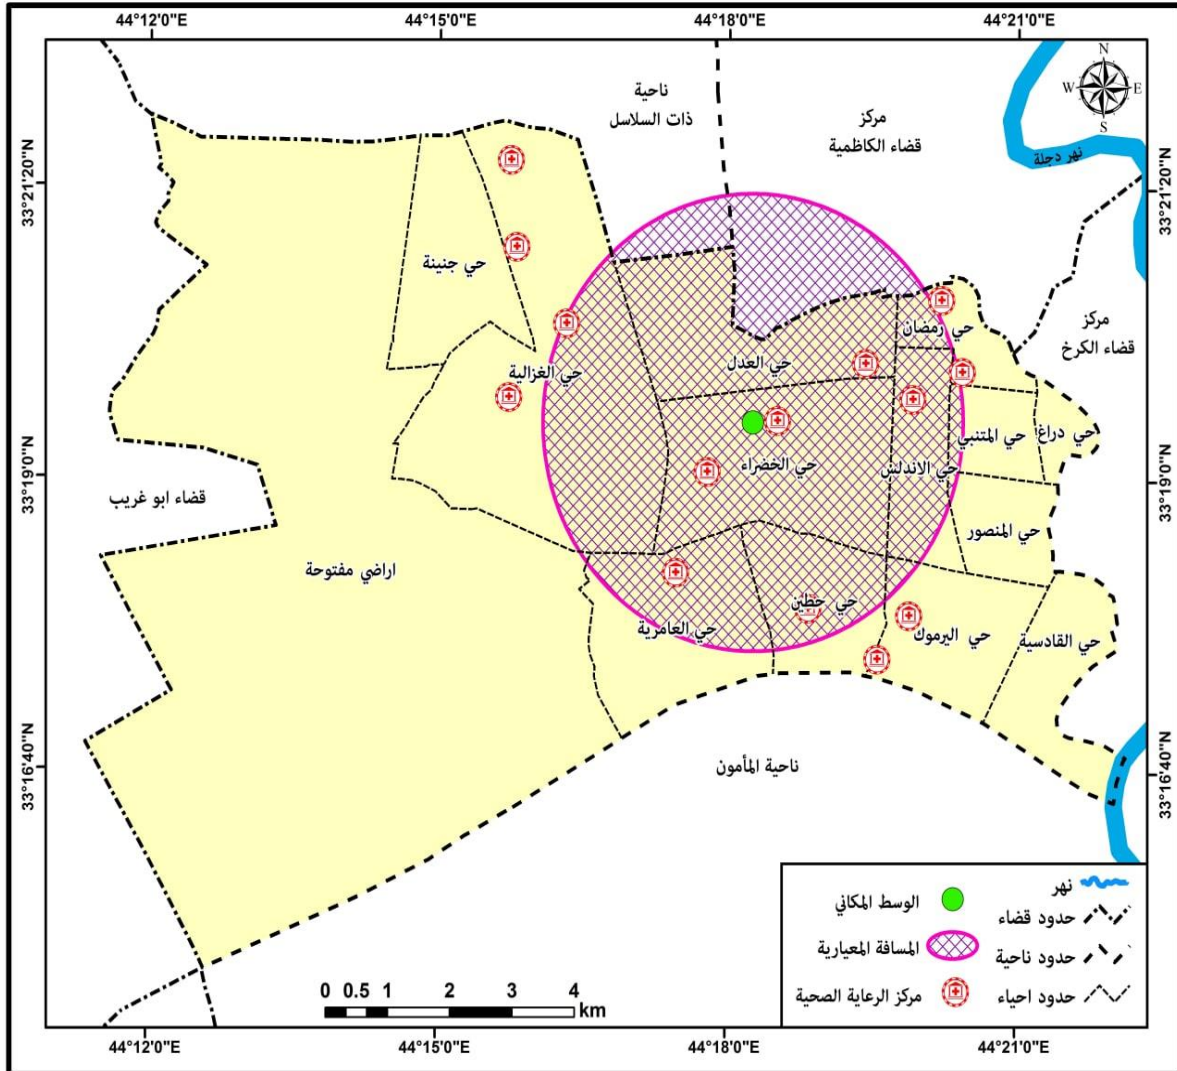 44°12'0"E 44°15'0"E 44°18'0"E 44°21'0"E
33°21'20"N
33°21'20"N
33°19'0"N
33°19'0"N
33°16'40"N
33°16'40"N
N
W E
S
ناحية
ذات السلاسل
مركز
قضاء الكاظمية
نهر دجلة
مركز
قضاء الكرخ
حي جنينة
حي رمضان
حي العدل
حي الغزالية
حي دراغ
حي المتنبي
حي الخضراء
حي الاندلس
قضاء ابو غريب
حي المنصور
اراضي مفتوحة
حي حطين
حي العامرية
حي اليرموك
حي القادسية
ناحية المأمون
نهر
حدود قضاء
حدود ناحية
حدود احياء
الوسط المكاني
المسافة المعيارية
مركز الرعاية الصحية
0 0.5 1 2 3 4
km
44°12'0"E 44°15'0"E 44°18'0"E 44°21'0"E